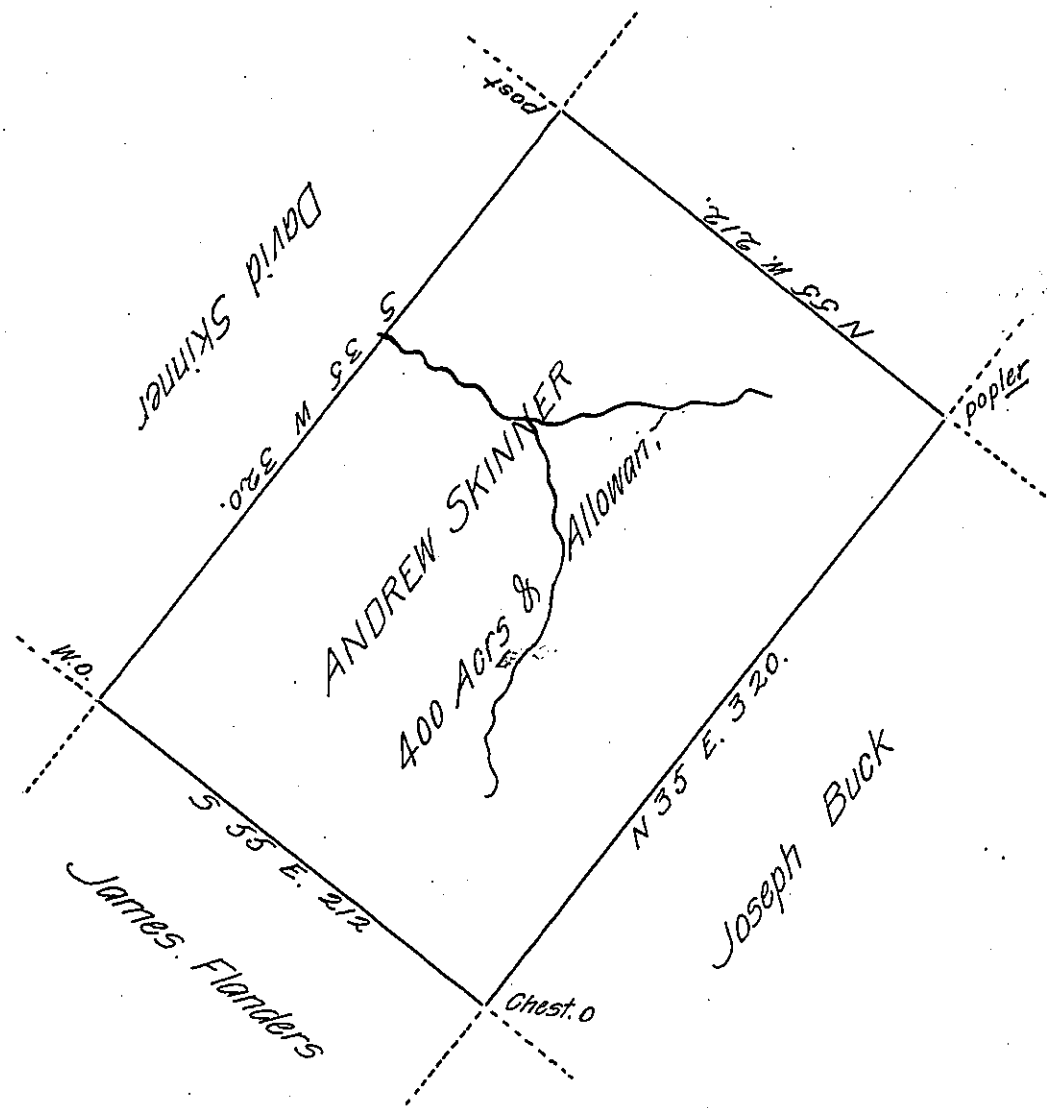 post
N 55 W. 212.
David Skinner
S 35 W 320.
popler
ANDREW SKINNER
400 Acrs & Allowan,
W.O.
N 35 E. 320.
S 55 E. 212
Joseph Buck
James. Flanders
Chest. O